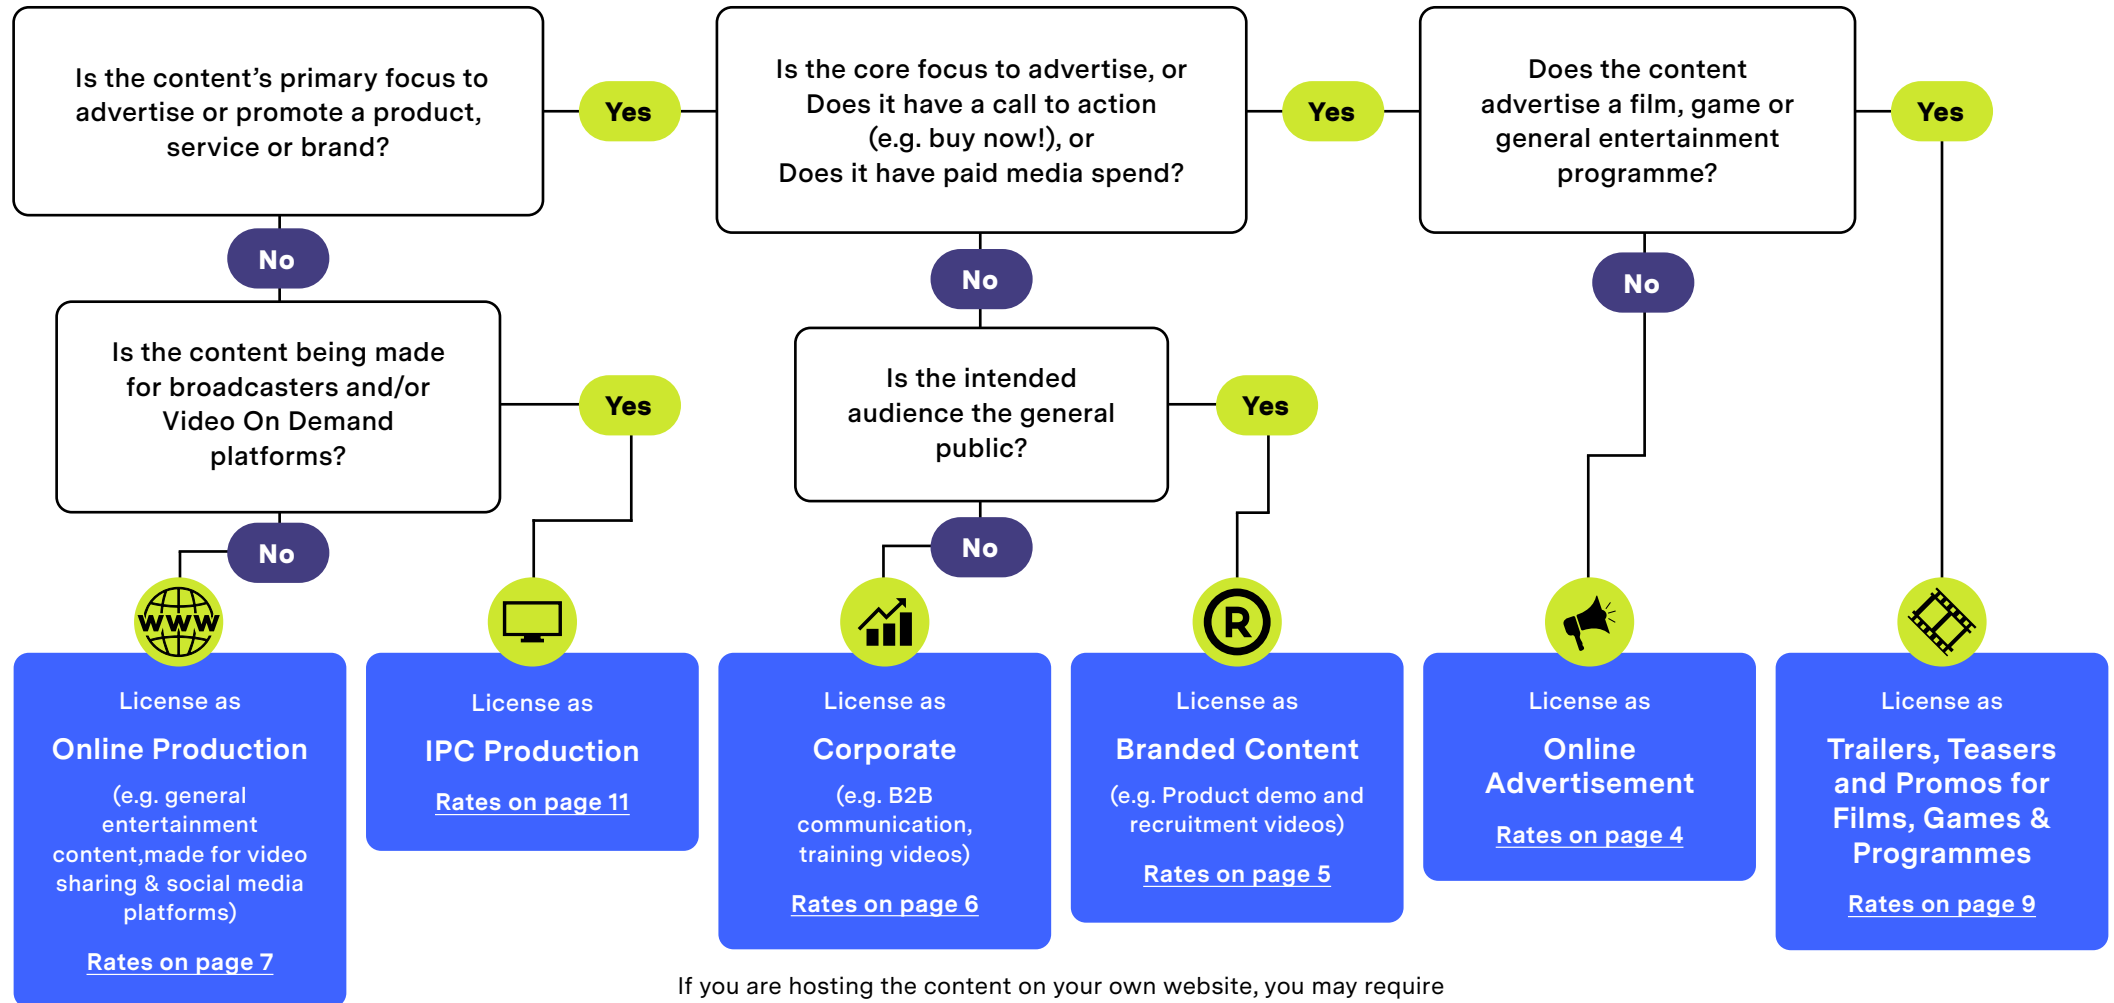 Is the content's primary focus to
advertise or promote a product,
service or brand?
Yes
Is the core focus to advertise, or
Does it have a call to action
(e.g. buy now!), or
Does it have paid media spend?
Yes
Does the content
advertise a film, game or
general entertainment
programme?
Yes
No
No
No
Is the content being made
for broadcasters and/or
Video On Demand
platforms?
Yes
Is the intended
audience the general
public?
Yes
No
No
WWW
R
License as
Online Production
(e.g. general
entertainment
content,made for video
sharing & social media
platforms)
Rates on page 7
License as
IPC Production
Rates on page 11
License as
Corporate
(e.g. B2B
communication,
training videos)
Rates on page 6
License as
Branded Content
(e.g. Product demo and
recruitment videos)
Rates on page 5
License as
Online
Advertisement
Rates on page 4
License as
Trailers, Teasers
and Promos for
Films, Games &
Programmes
Rates on page 9
If you are hosting the content on your own website, you may require